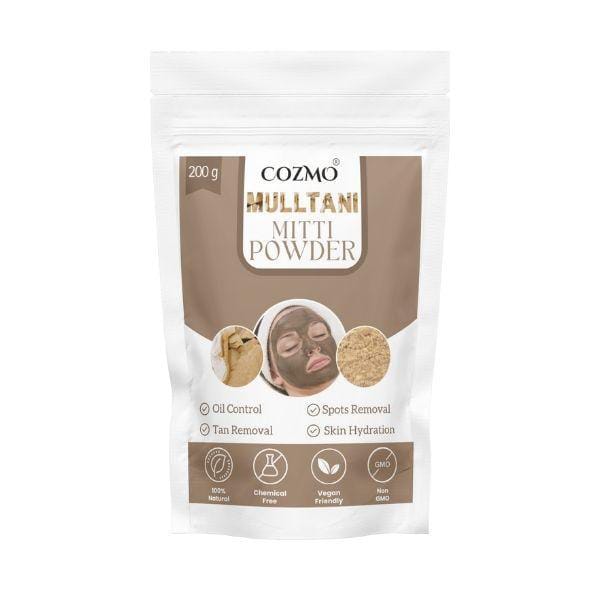 200 g
COZMO®
MULLTANI
MITTI
POWDER
Oil Control
Spots Removal
Tan Removal
Skin Hydration
100%
Natural
Chemical
Free
Vegan
Friendly
GMO
Non
GMO